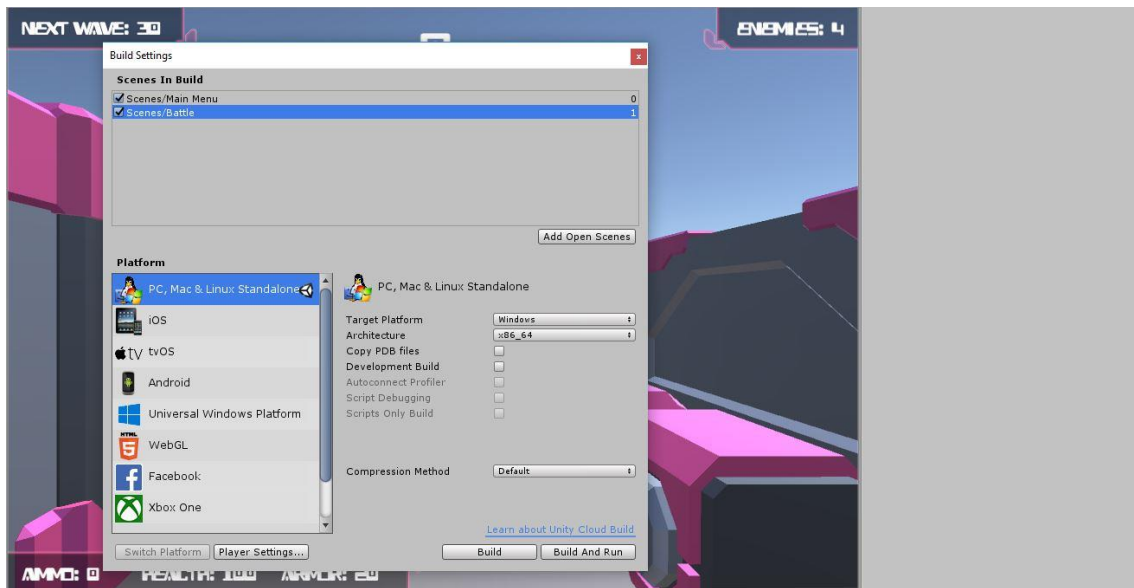 NEXT WAVE: 30
ENEMIES: 4
Build Settings
x
Scenes In Build
Scenes/Main Menu 0
Scenes/Battle 1
Add Open Scenes
Platform
PC, Mac & Linux Standalone
iOS
tv tvOS
Android
Universal Windows Platform
HTML 5 WebGL
f Facebook
Xbox One
PC, Mac & Linux Standalone
Target Platform Windows
Architecture x86_64
Copy PDB files
Development Build
Autoconnect Profiler
Script Debugging
Scripts Only Build
Compression Method Default
Learn about Unity Cloud Build
Switch Platform Player Settings... Build Build And Run
AMMO: 0 HEALTH: 100 ARMOR: 20